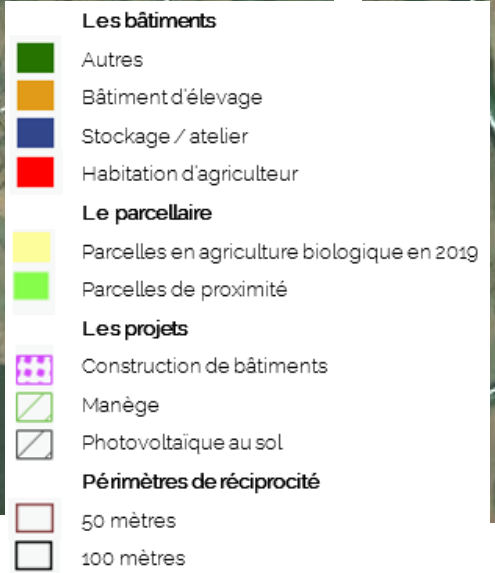 Les bâtiments
Autres
Bâtiment d'élevage
Stockage / atelier
Habitation d'agriculteur
Le parcellaire
Parcelles en agriculture biologique en 2019
Parcelles de proximité
Les projets
Construction de bâtiments
Manège
Photovoltaïque au sol
Périmètres de réciprocité
50 mètres
100 mètres